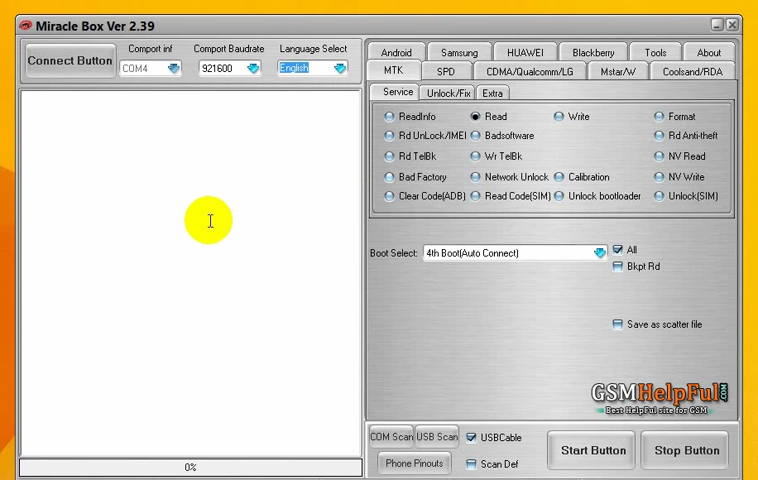 Miracle Box Ver 2.39
Connect Button
Comport inf
Comport Baudrate
Language Select
COM4
921600
English
Android
Samsung
HUAWEI
Blackberry
Tools
About
MTK
SPD
CDMA/Qualcomm/LG
Mstar/W
Coolsand/RDA
Service
Unlock/Fix
Extra
ReadInfo
Read
Write
Format
Rd UnLock/IMEI
Badsoftware
Rd Anti-theft
Rd TelBk
Wr TelBk
NV Read
Bad Factory
Network Unlock
Calibration
NV Write
Clear Code(ADB)
Read Code(SIM)
Unlock bootloader
Unlock(SIM)
Boot Select:
4th Boot(Auto Connect)
All
Bkpt Rd
Save as scatter file
GSMHelpFul.COM
Best HelpFul site for GSM
COM Scan
USB Scan
USBCable
Start Button
Stop Button
Phone Pinouts
Scan Def
0%